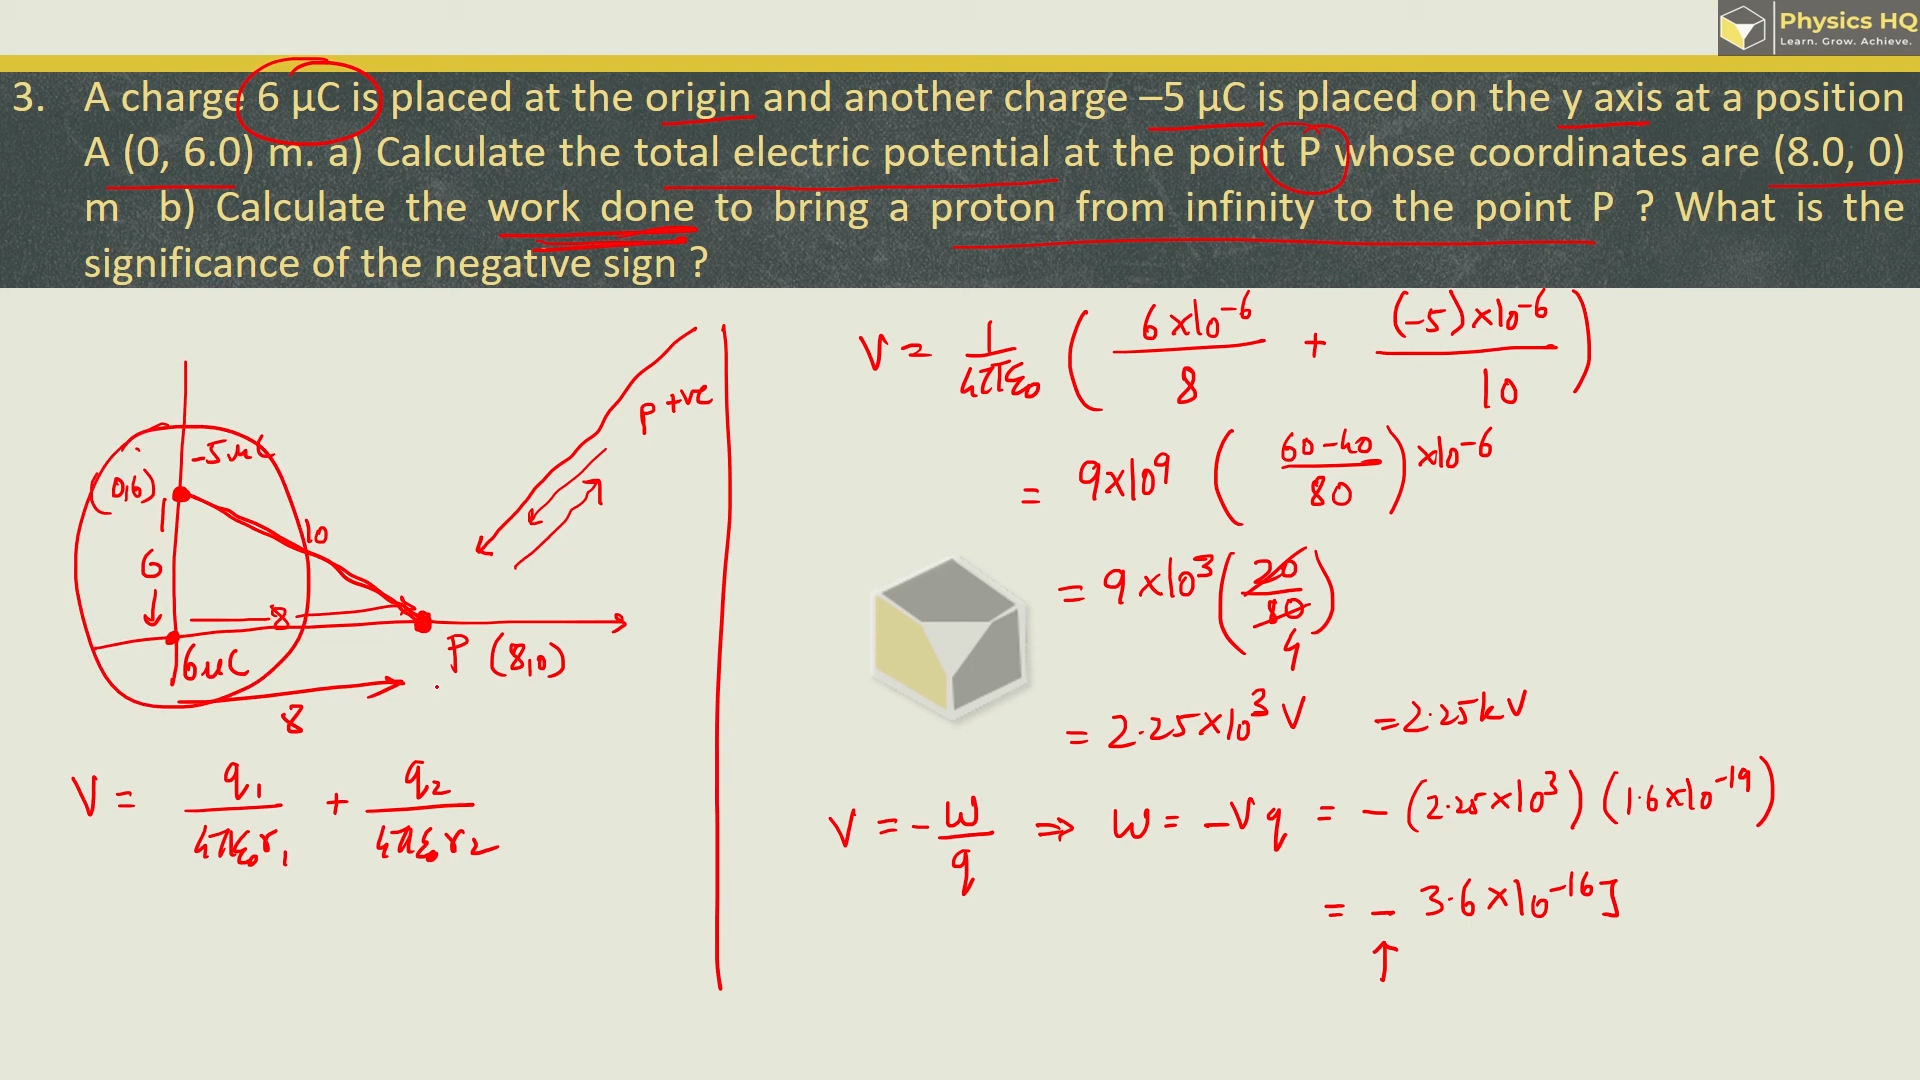 Physics HQ
Learn. Grow. Achieve.
3. A charge 6 μC is placed at the origin and another charge –5 μC is placed on the y axis at a position
A (0, 6.0) m. a) Calculate the total electric potential at the point P whose coordinates are (8.0, 0)
m b) Calculate the work done to bring a proton from infinity to the point P ? What is the
significance of the negative sign ?
-5μC
(0,6)
10
6
8
6μC
P (8,0)
8
P +ve
V = q₁/4πε₀r₁ + q₂/4πε₀r₂
V = 1/4πε₀ ( 6×10⁻⁶/8 + (-5)×10⁻⁶/10 )
= 9×10⁹ ( 60-40/80 ) ×10⁻⁶
= 9×10³ ( 20/80 ) 4
= 2.25×10³ V = 2.25kV
V = - W/q ⇒ W = -Vq = - (2.25×10³) (1.6×10⁻¹⁹)
= - 3.6×10⁻¹⁶ J